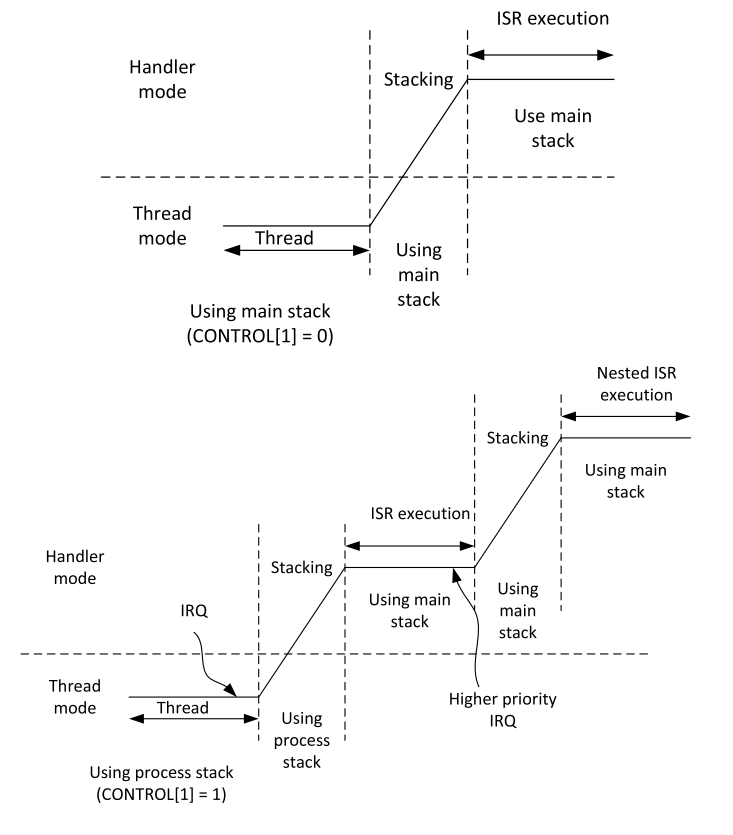 ISR execution
Handler
mode
Stacking
Use main
stack
Thread
mode
Thread
Using
main
stack
Using main stack
(CONTROL[1] = 0)
Nested ISR
execution
Stacking
Using main
stack
ISR execution
Handler
mode
Stacking
Using main
stack
Using
main
stack
IRQ
Thread
mode
Thread
Using
process
stack
Higher priority
IRQ
Using process stack
(CONTROL[1] = 1)